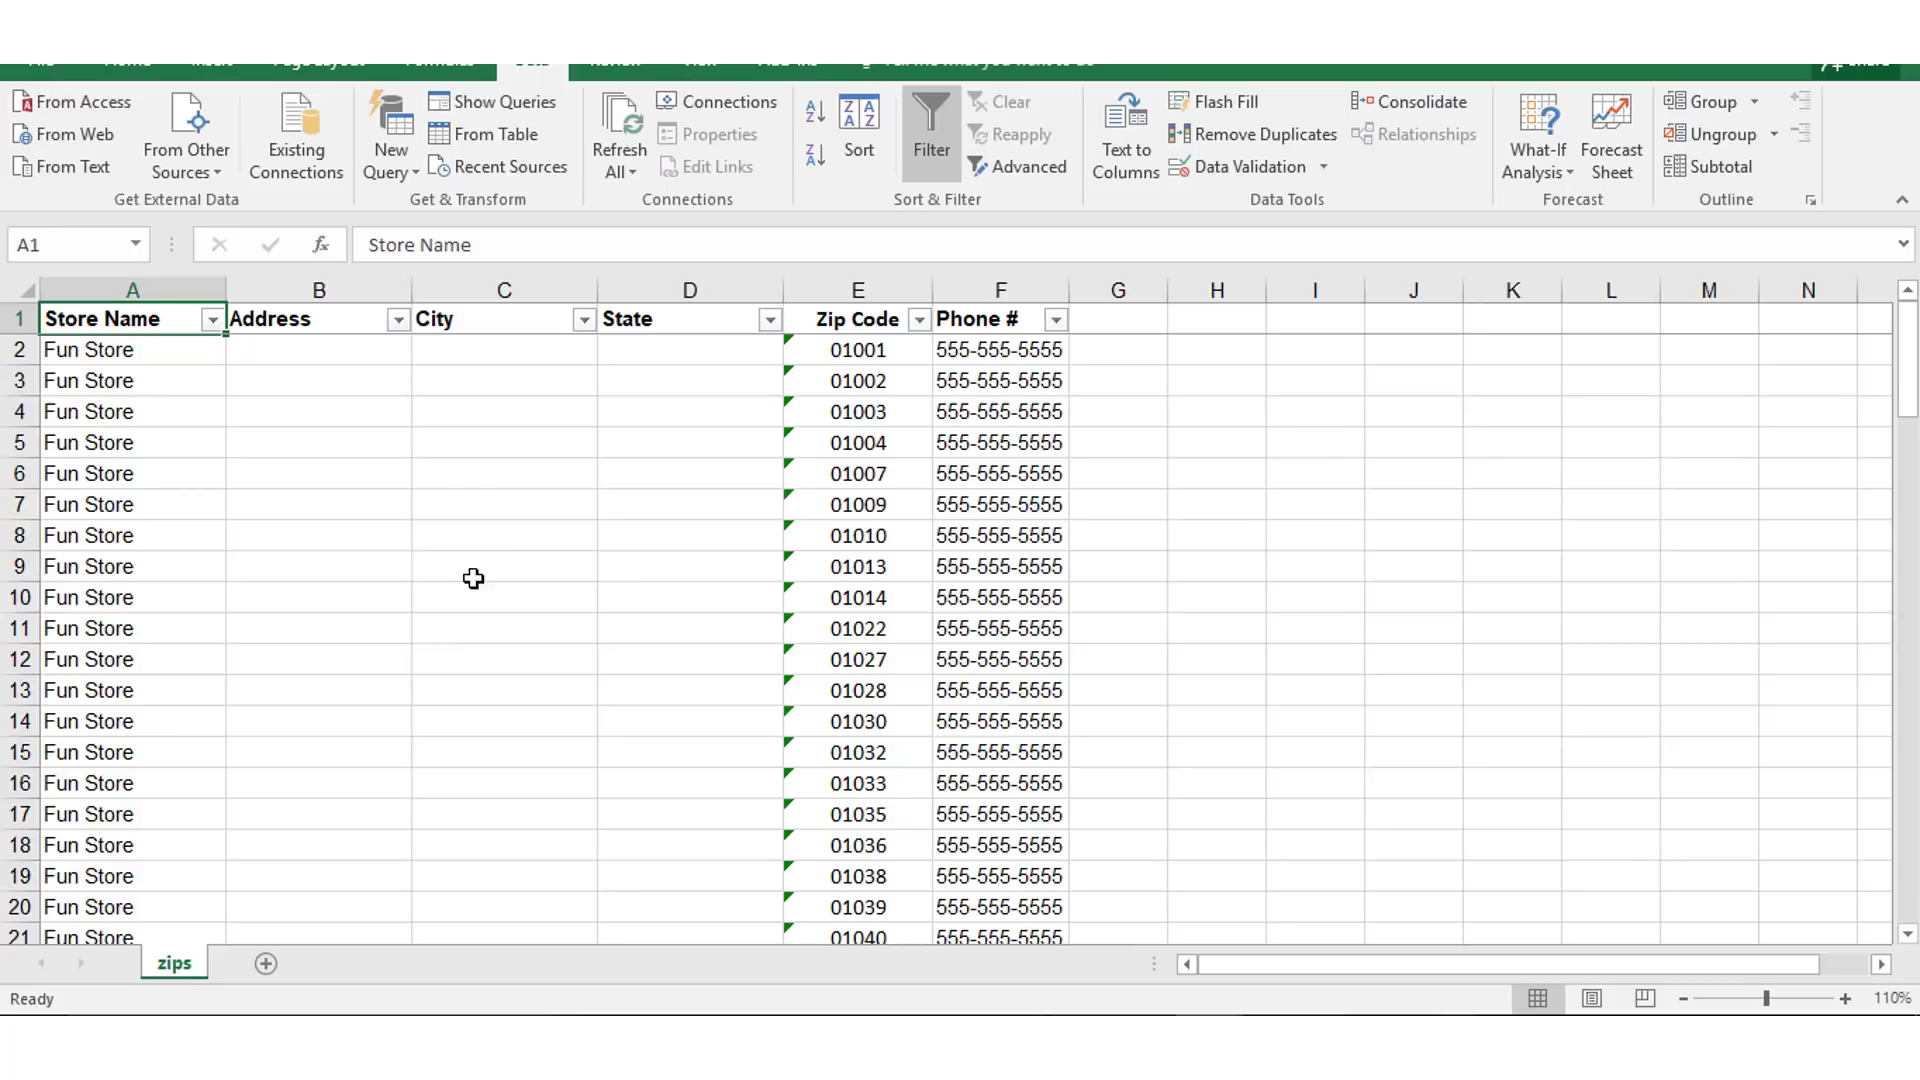 From Access
From Web
From Text
From Other
Sources
Get External Data
Existing
Connections
New
Query
Show Queries
From Table
Recent Sources
Get & Transform
Refresh
All
Connections
Properties
Edit Links
Connections
Sort
Filter
Clear
Reapply
Advanced
Sort & Filter
Text to
Columns
Flash Fill
Remove Duplicates
Data Validation
Consolidate
Relationships
Data Tools
What-If
Analysis
Forecast
Sheet
Forecast
Group
Ungroup
Subtotal
Outline
A1 fx Store Name
A B C D E F G H I J K L M N
1 Store Name Address City State Zip Code Phone #
2 Fun Store 01001 555-555-5555
3 Fun Store 01002 555-555-5555
4 Fun Store 01003 555-555-5555
5 Fun Store 01004 555-555-5555
6 Fun Store 01007 555-555-5555
7 Fun Store 01009 555-555-5555
8 Fun Store 01010 555-555-5555
9 Fun Store 01013 555-555-5555
10 Fun Store 01014 555-555-5555
11 Fun Store 01022 555-555-5555
12 Fun Store 01027 555-555-5555
13 Fun Store 01028 555-555-5555
14 Fun Store 01030 555-555-5555
15 Fun Store 01032 555-555-5555
16 Fun Store 01033 555-555-5555
17 Fun Store 01035 555-555-5555
18 Fun Store 01036 555-555-5555
19 Fun Store 01038 555-555-5555
20 Fun Store 01039 555-555-5555
21 Fun Store 01040 555-555-5555
zips
Ready
110%